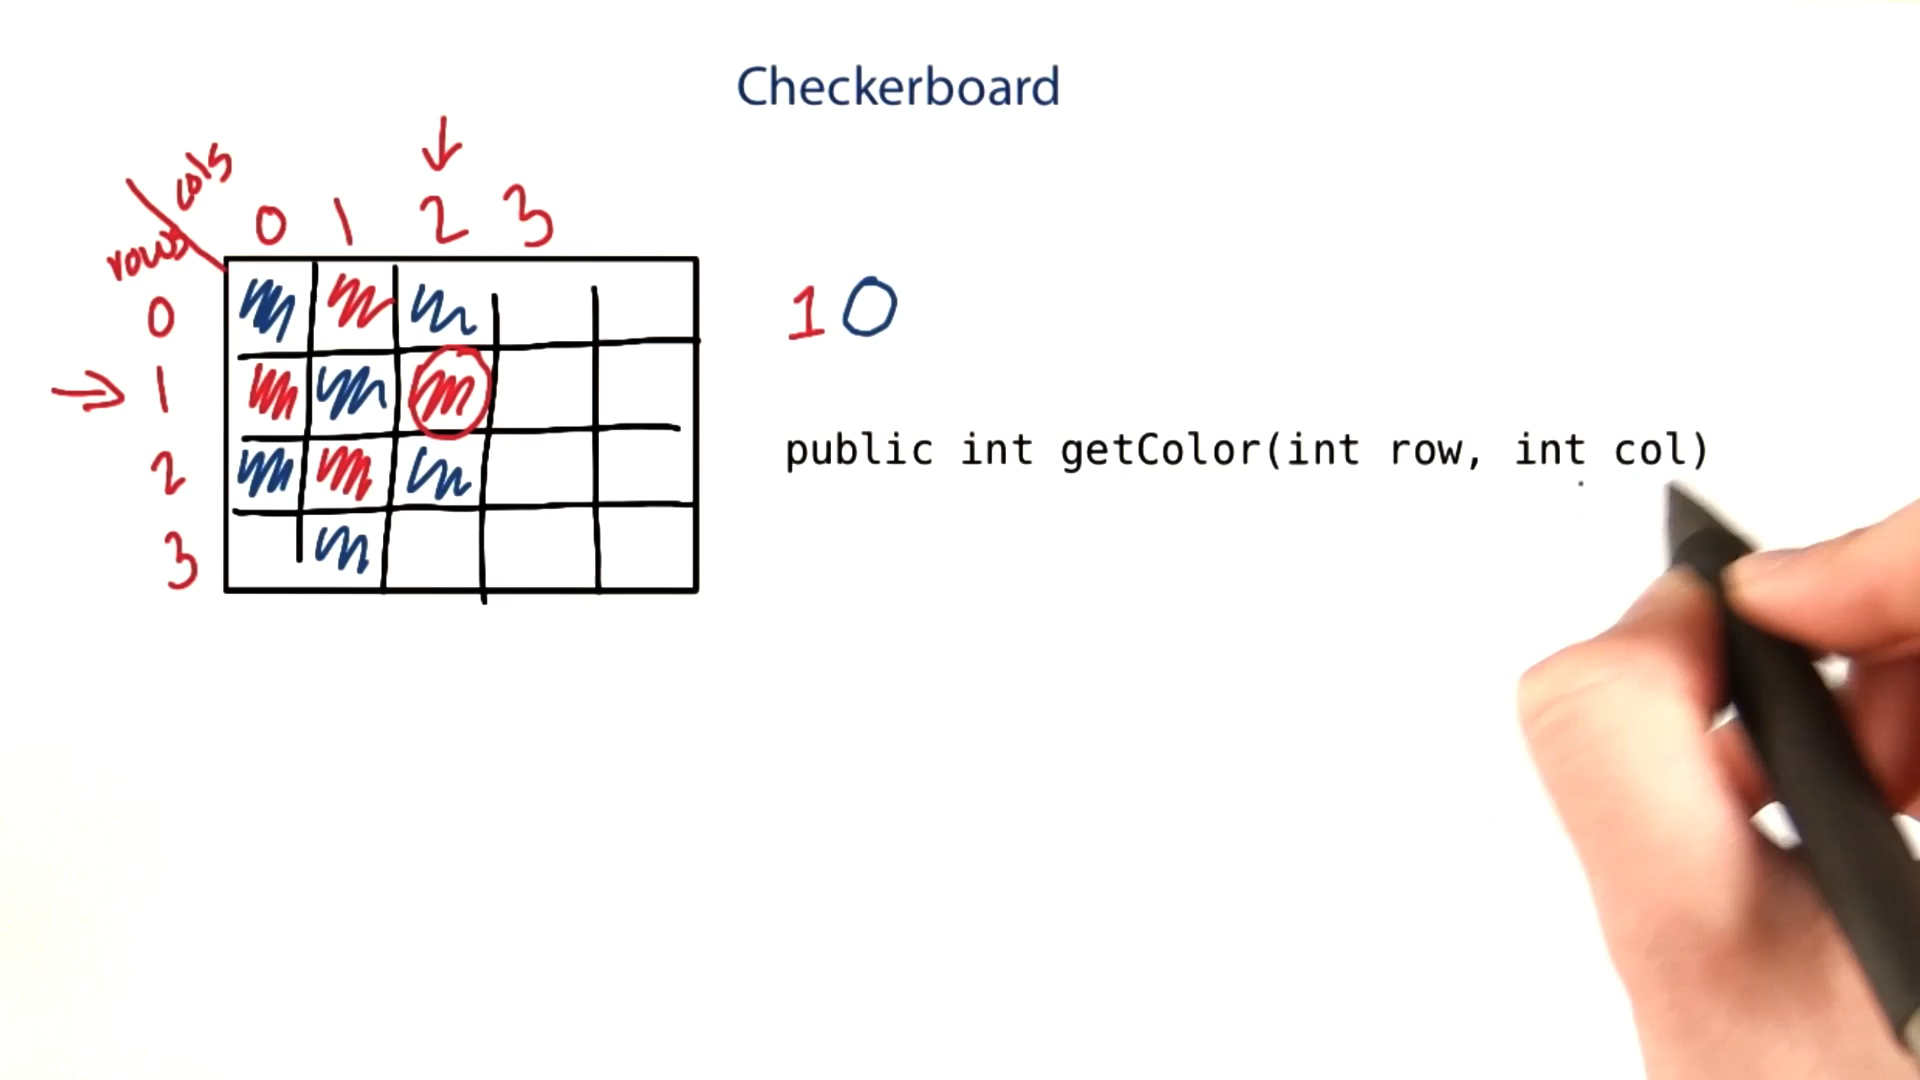 Checkerboard
cols
rows
0 1 2 3
0
1
2
3
1 0
public int getColor(int row, int col)